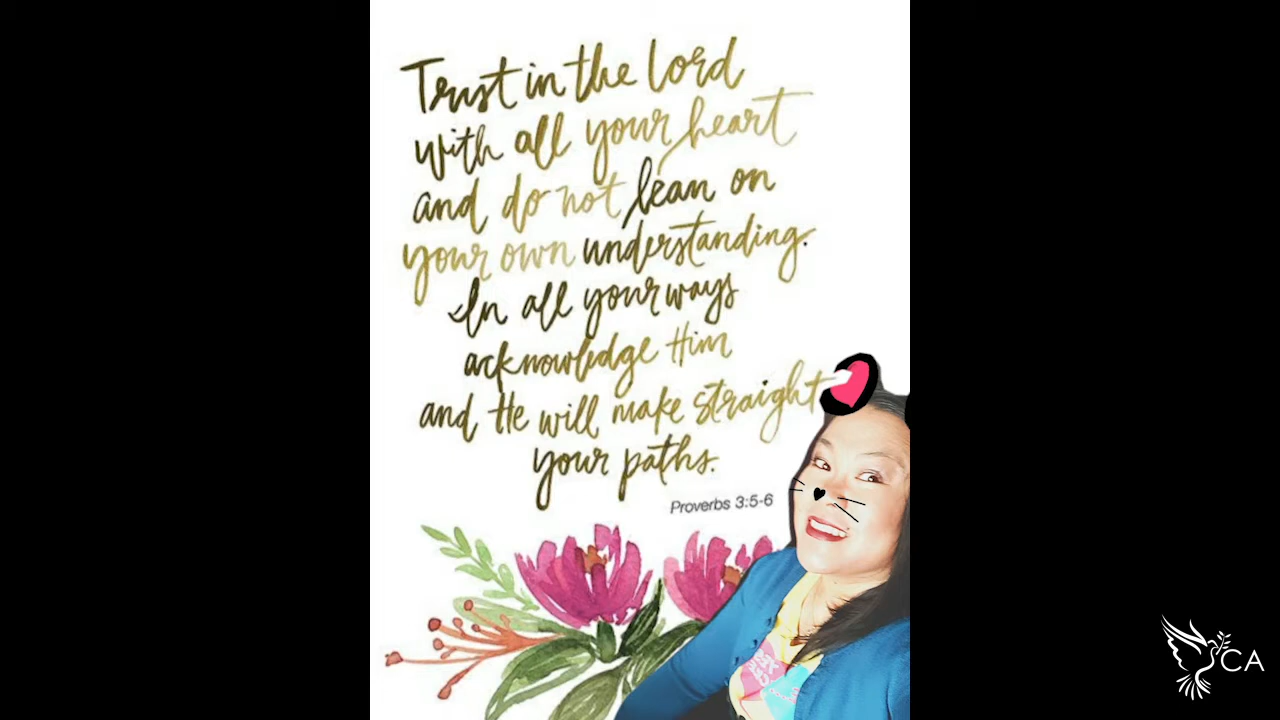 Trust in the Lord
with all your heart
and do not lean on
your own understanding.
In all your ways
acknowledge Him
and He will make straight
your paths.
Proverbs 3:5-6
CA